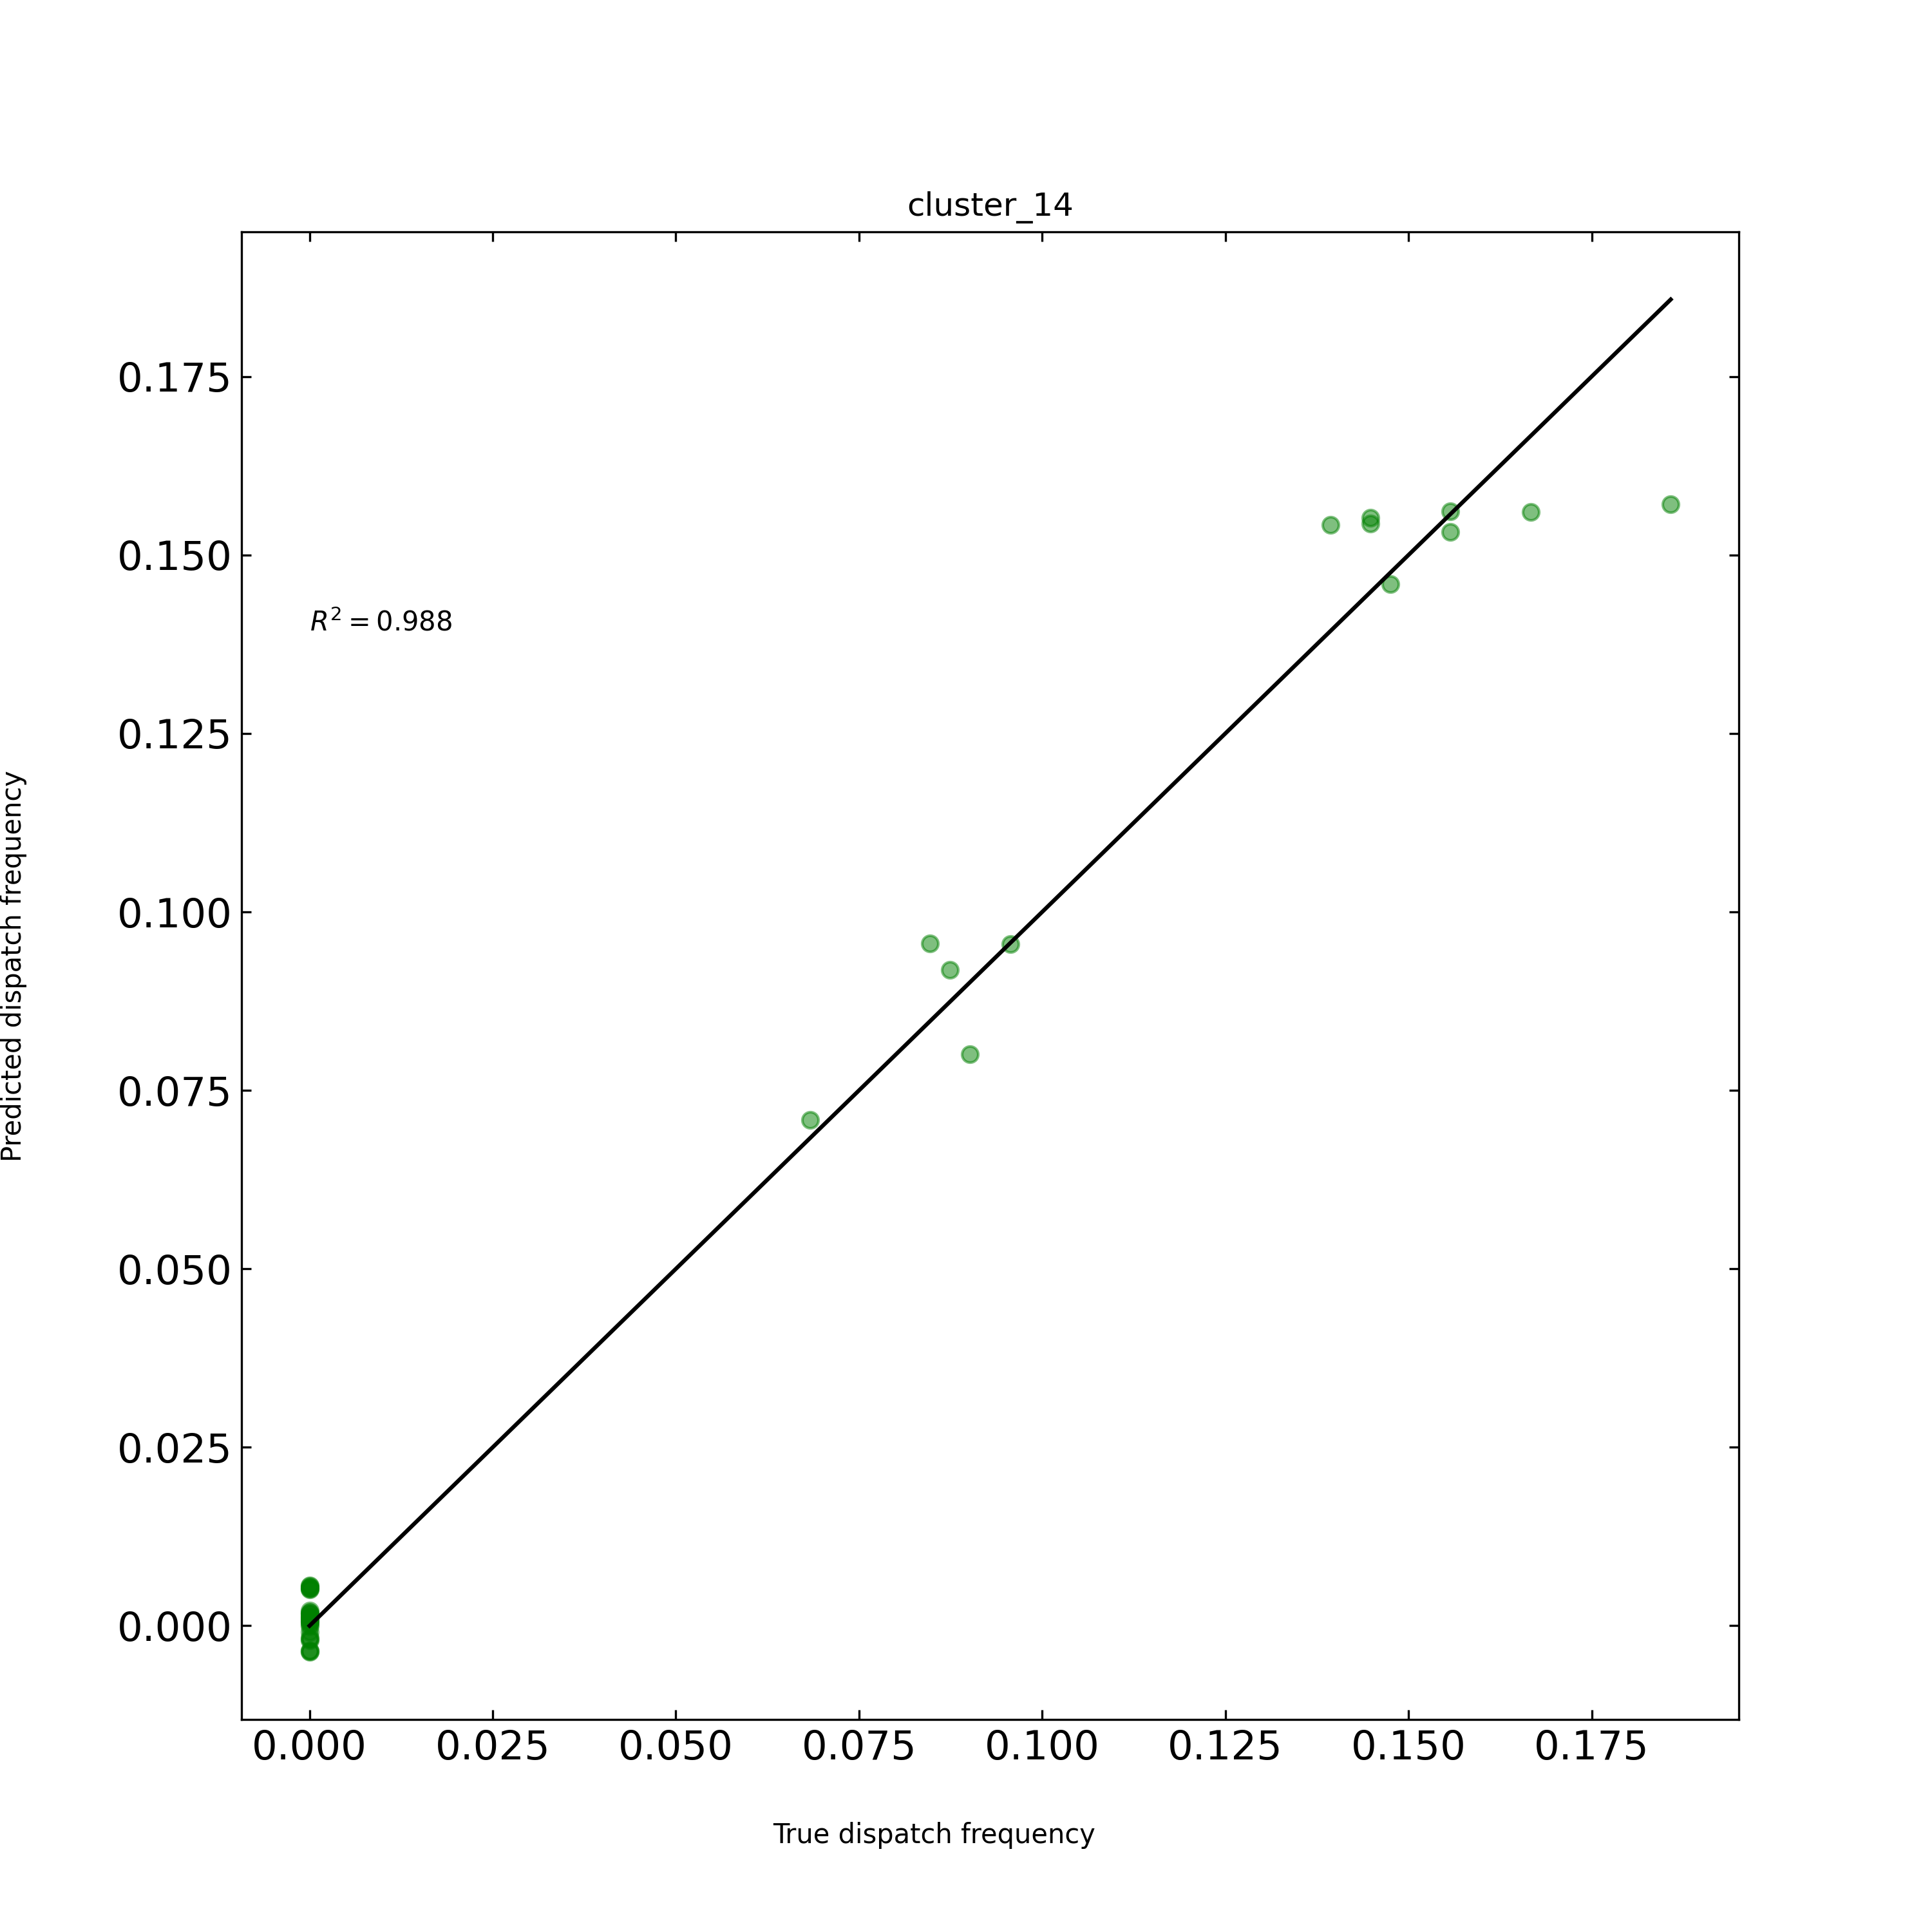 cluster_14
0.175
0.150
R² = 0.988
0.125
0.100
0.075
0.050
0.025
0.000
Predicted dispatch frequency
0.000 0.025 0.050 0.075 0.100 0.125 0.150 0.175
True dispatch frequency